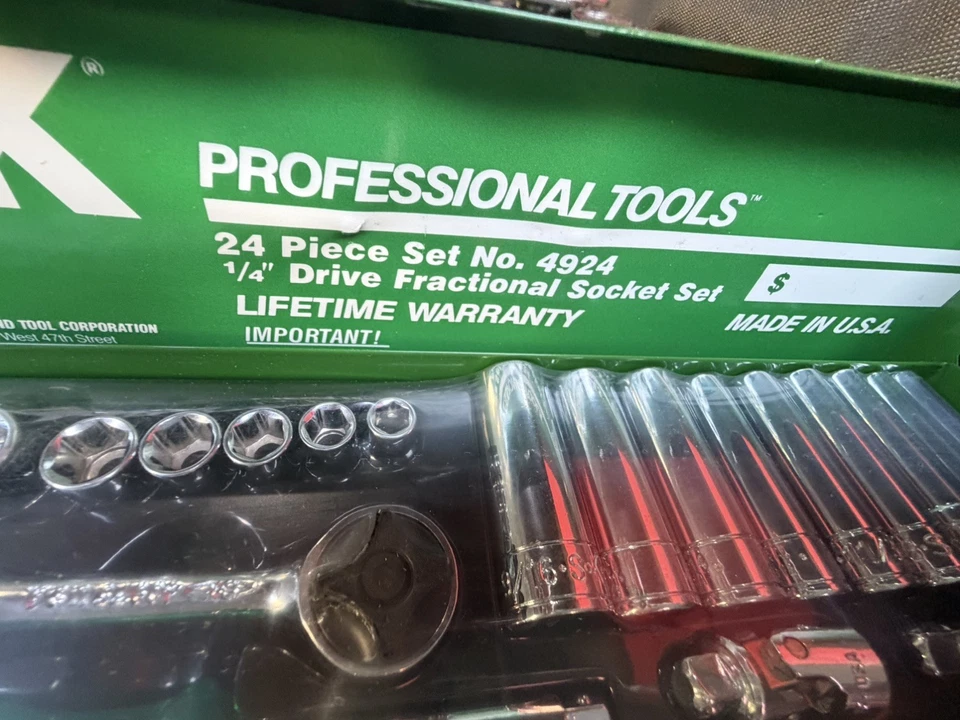 K®
PROFESSIONAL TOOLS™
24 Piece Set No. 4924
1/4" Drive Fractional Socket Set
$
LIFETIME WARRANTY
MADE IN U.S.A.
IMPORTANT!
ND TOOL CORPORATION
West 47th Street
USA